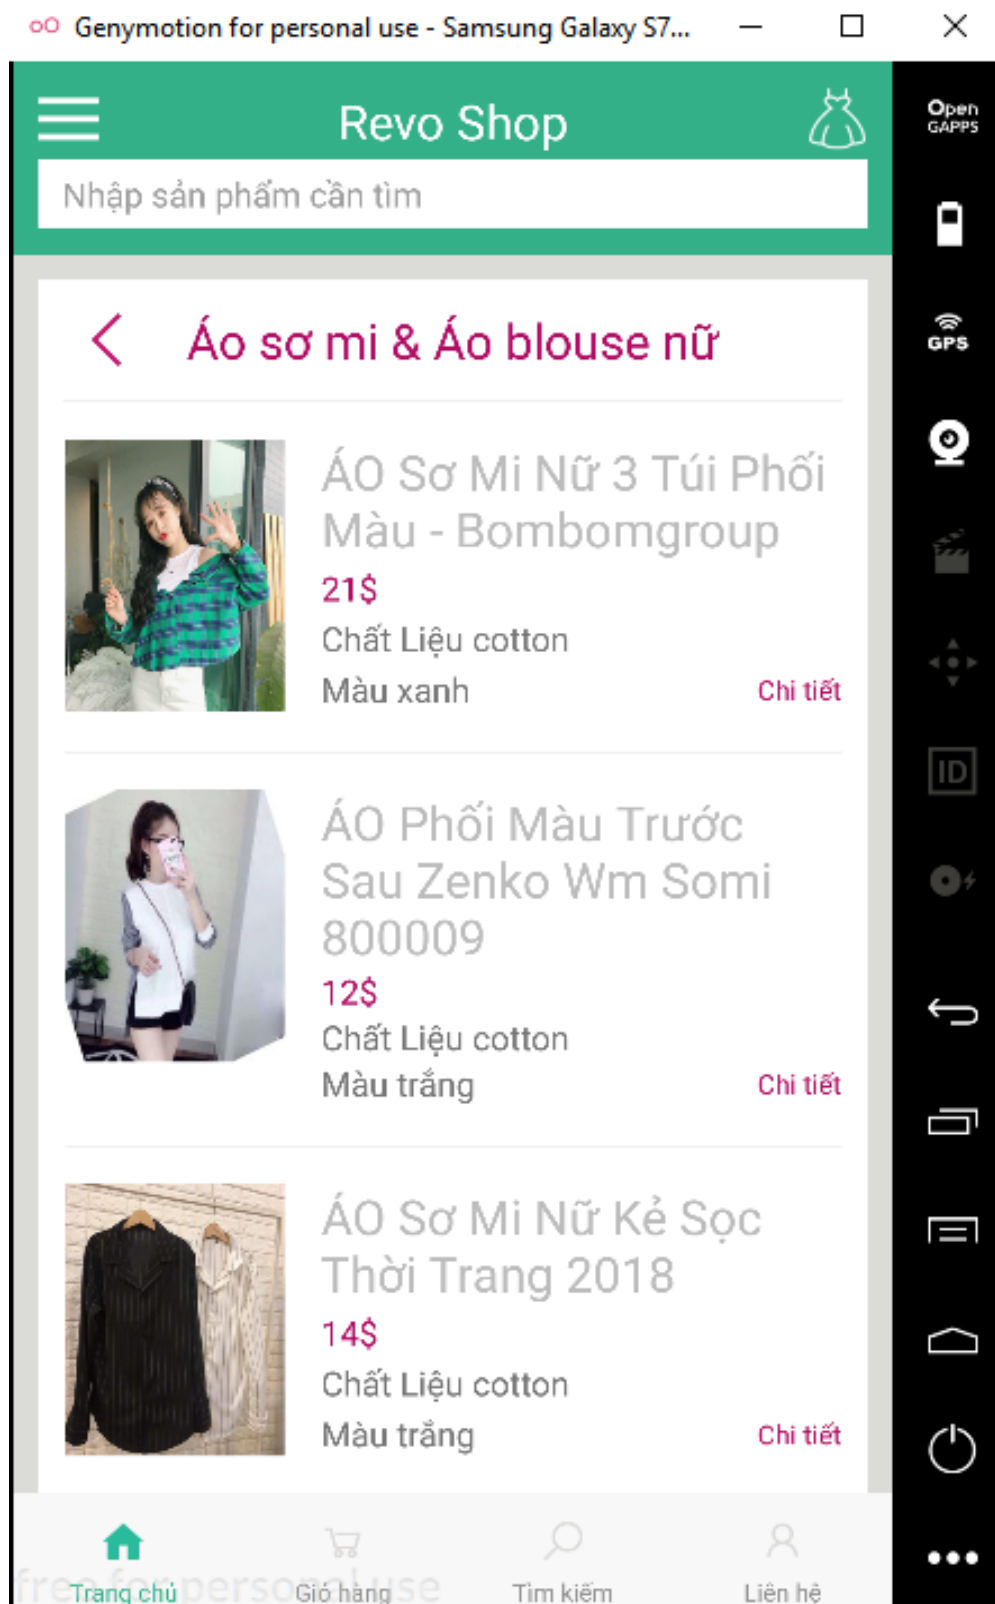 Genymotion for personal use - Samsung Galaxy S7...
Open
GAPPS
Revo Shop
Nhập sản phẩm cần tìm
GPS
Áo sơ mi & Áo blouse nữ
ÁO Sơ Mi Nữ 3 Túi Phối
Màu - Bombomgroup
21$
Chất Liệu cotton
Màu xanh
Chi tiết
ID
ÁO Phối Màu Trước
Sau Zenko Wm Somi
800009
12$
Chất Liệu cotton
Màu trắng
Chi tiết
ÁO Sơ Mi Nữ Kẻ Sọc
Thời Trang 2018
14$
Chất Liệu cotton
Màu trắng
Chi tiết
free for personal use
Trang chủ
Giỏ hàng
Tìm kiếm
Liên hệ